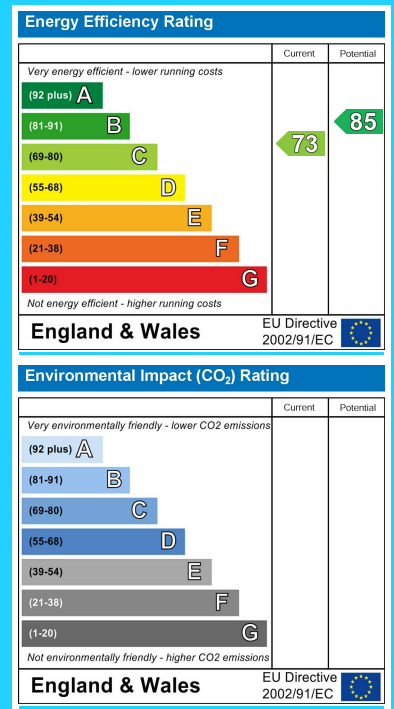 Energy Efficiency Rating
Current Potential
Very energy efficient - lower running costs
(92 plus) A
(81-91) B
(69-80) C
(55-68) D
(39-54) E
(21-38) F
(1-20) G
73
85
Not energy efficient - higher running costs
England & Wales
EU Directive
2002/91/EC
Environmental Impact (CO₂) Rating
Current Potential
Very environmentally friendly - lower CO2 emissions
(92 plus) A
(81-91) B
(69-80) C
(55-68) D
(39-54) E
(21-38) F
(1-20) G
Not environmentally friendly - higher CO2 emissions
England & Wales
EU Directive
2002/91/EC